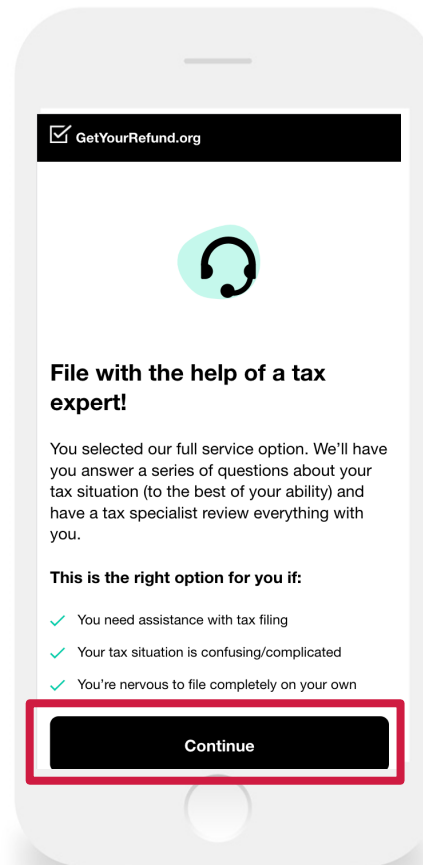 GetYourRefund.org
File with the help of a tax
expert!
You selected our full service option. We’ll have
you answer a series of questions about your
tax situation (to the best of your ability) and
have a tax specialist review everything with
you.
This is the right option for you if:
You need assistance with tax filing
Your tax situation is confusing/complicated
You’re nervous to file completely on your own
Continue